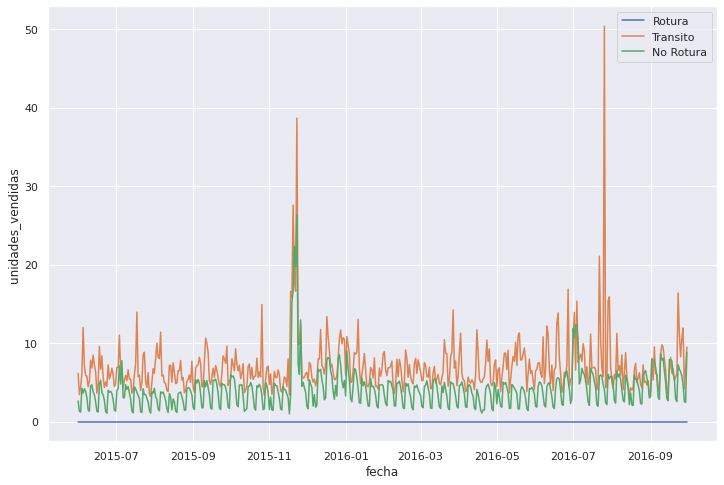 50
40
30
20
10
0
unidades_vendidas
Rotura
Transito
No Rotura
2015-07
2015-09
2015-11
2016-01
2016-03
2016-05
2016-07
2016-09
fecha